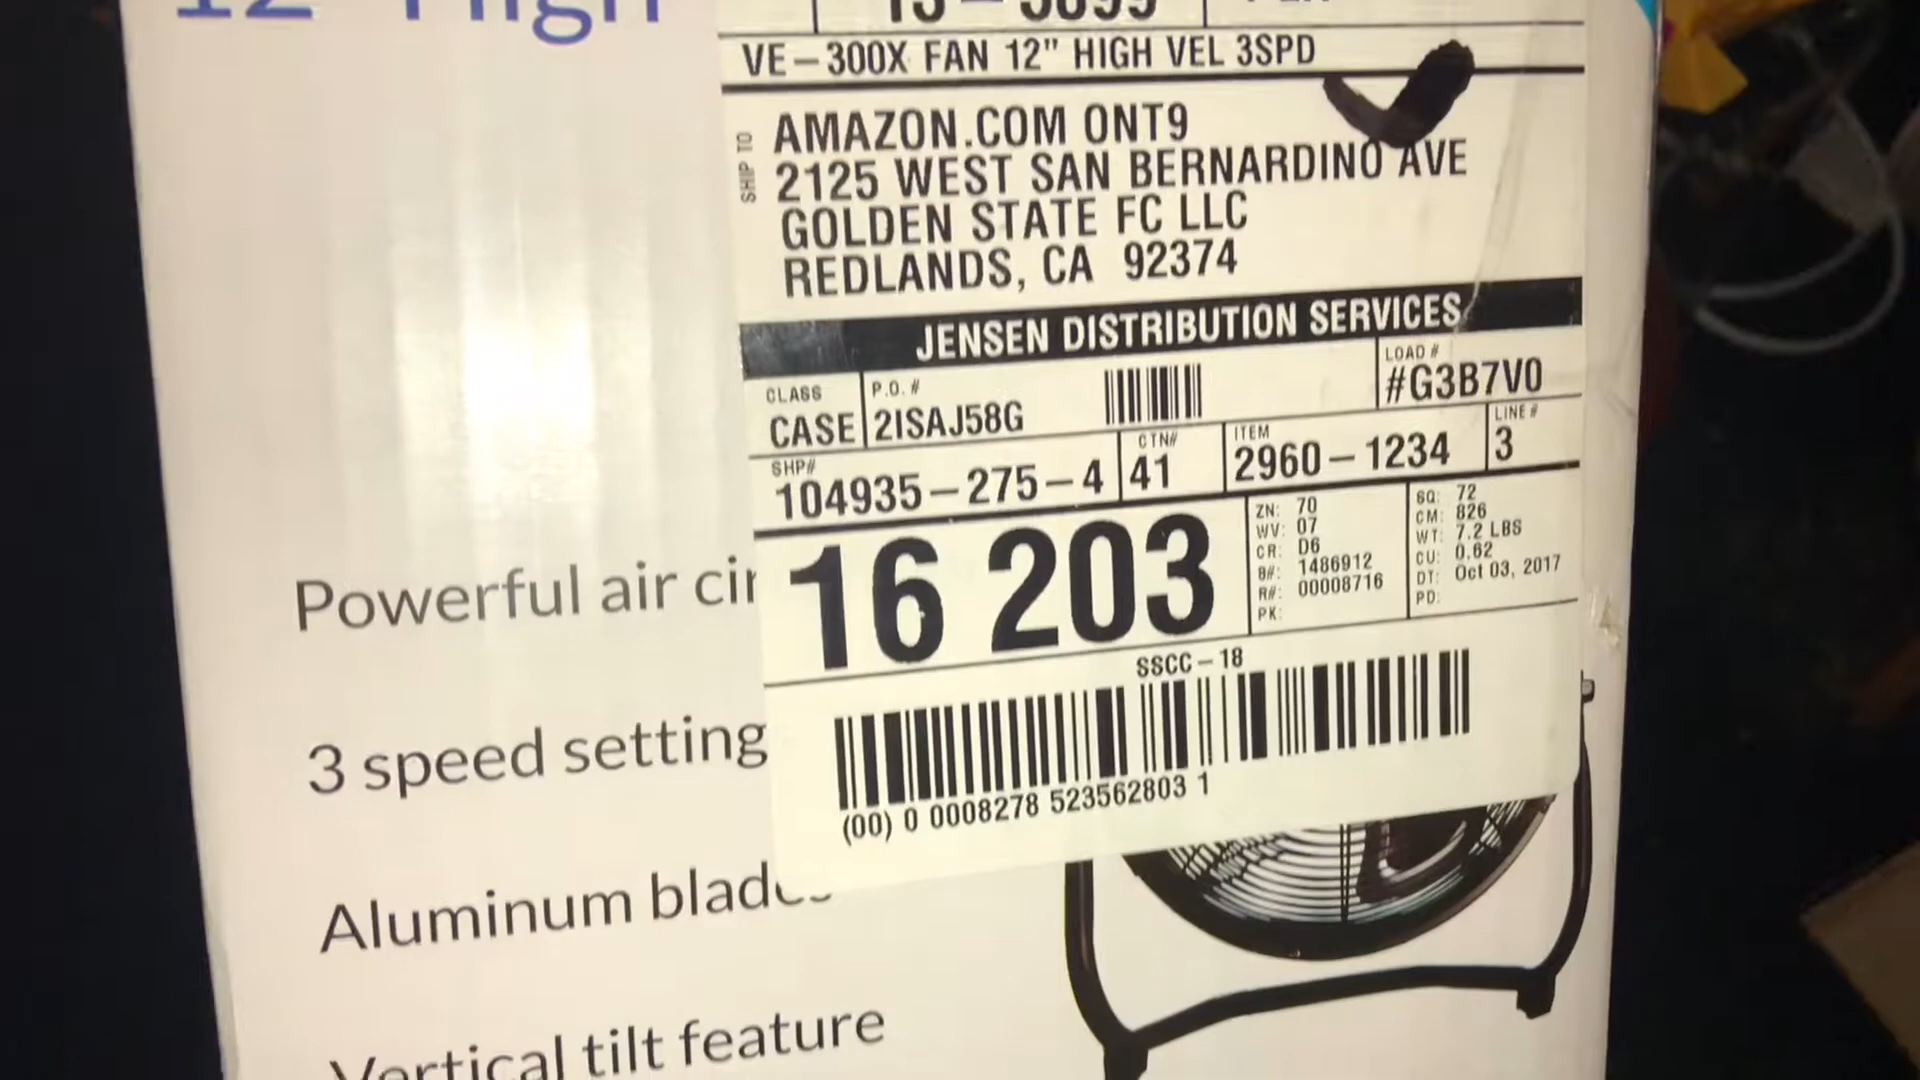 12" High
VE-300X FAN 12" HIGH VEL 3SPD
SHIP TO
AMAZON.COM ONT9
2125 WEST SAN BERNARDINO AVE
GOLDEN STATE FC LLC
REDLANDS, CA 92374
JENSEN DISTRIBUTION SERVICES
CLASS P.O. # LOAD #
CASE 2ISAJ58G #G3B7V0
SHP# CTN# ITEM LINE #
104935-275-4 41 2960-1234 3
16 203
ZN: 70
WV: 07
CR: D6
B#: 1486912
R#: 00008716
PK:
SQ: 72
CM: 826
WT: 7.2 LBS
CU: 0.62
DT: Oct 03, 2017
PD:
SSCC-18
(00) 0 0008278 523562803 1
Powerful air cir
3 speed setting
Aluminum blades
Vertical tilt feature